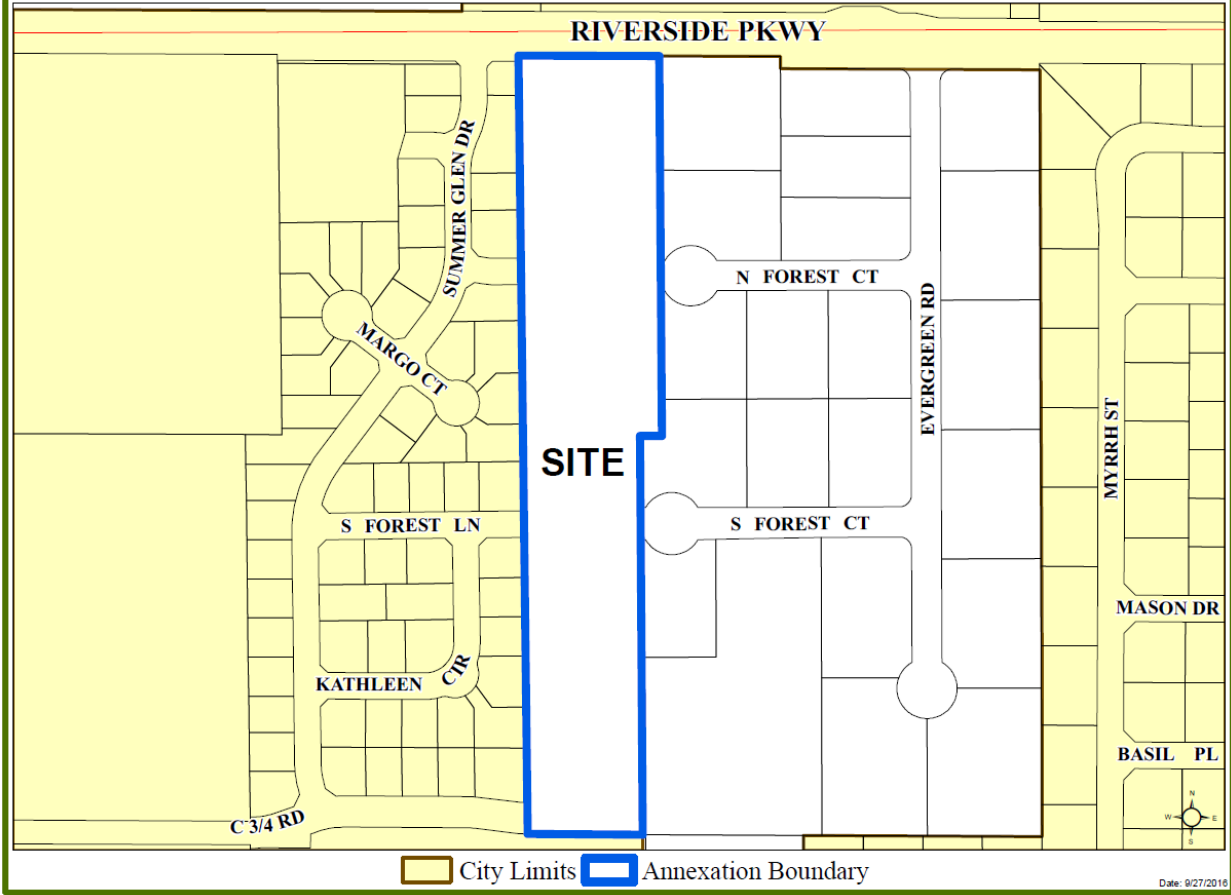 RIVERSIDE PKWY
SUMMER GLEN DR
N FOREST CT
EVERGREEN RD
MARGO CT
MYRRH ST
SITE
S FOREST LN
S FOREST CT
MASON DR
KATHLEEN CIR
BASIL PL
N
W E
S
C 3/4 RD
City Limits Annexation Boundary
Date: 9/27/2016